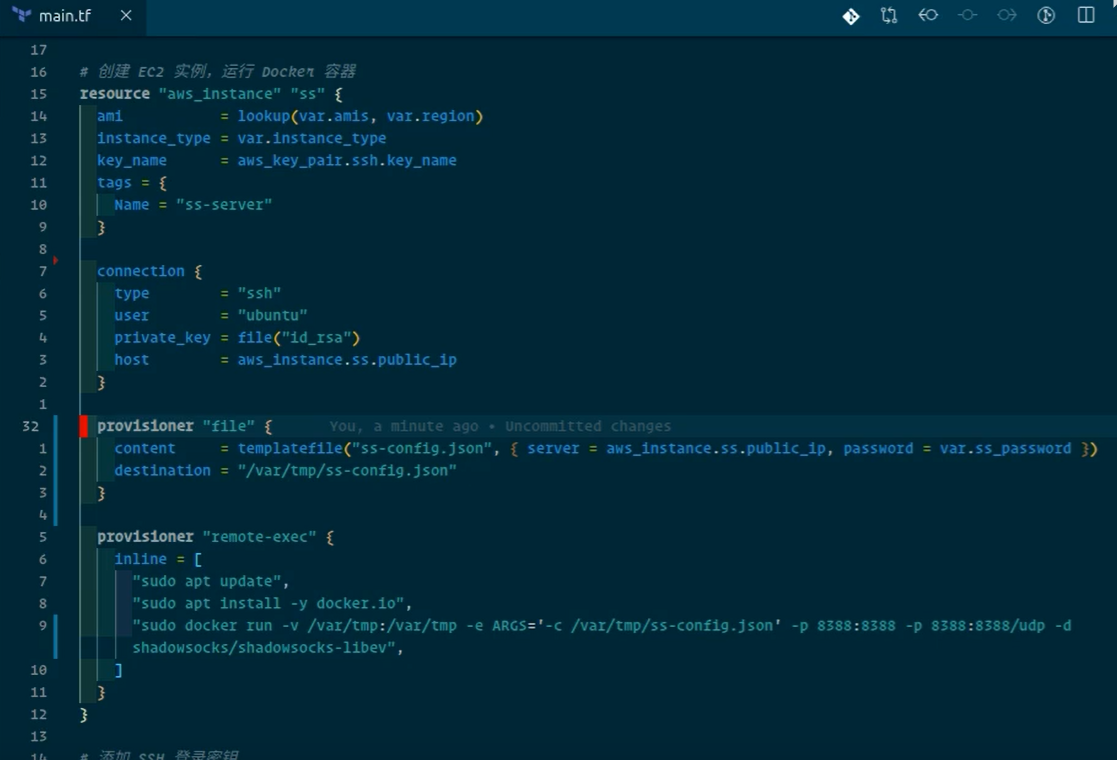 main.tf
17
16 # 创建 EC2 实例，运行 Docker 容器
15 resource "aws_instance" "ss" {
14 ami = lookup(var.amis, var.region)
13 instance_type = var.instance_type
12 key_name = aws_key_pair.ssh.key_name
11 tags = {
10 Name = "ss-server"
9 }
8
7 connection {
6 type = "ssh"
5 user = "ubuntu"
4 private_key = file("id_rsa")
3 host = aws_instance.ss.public_ip
2 }
1
32 provisioner "file" { You, a minute ago • Uncommitted changes
1 content = templatefile("ss-config.json", { server = aws_instance.ss.public_ip, password = var.ss_password })
2 destination = "/var/tmp/ss-config.json"
3 }
4
5 provisioner "remote-exec" {
6 inline = [
7 "sudo apt update",
8 "sudo apt install -y docker.io",
9 "sudo docker run -v /var/tmp:/var/tmp -e ARGS='-c /var/tmp/ss-config.json' -p 8388:8388 -p 8388:8388/udp -d
shadowsocks/shadowsocks-libev",
10 ]
11 }
12 }
13
14 # 添加 SSH 登录密钥